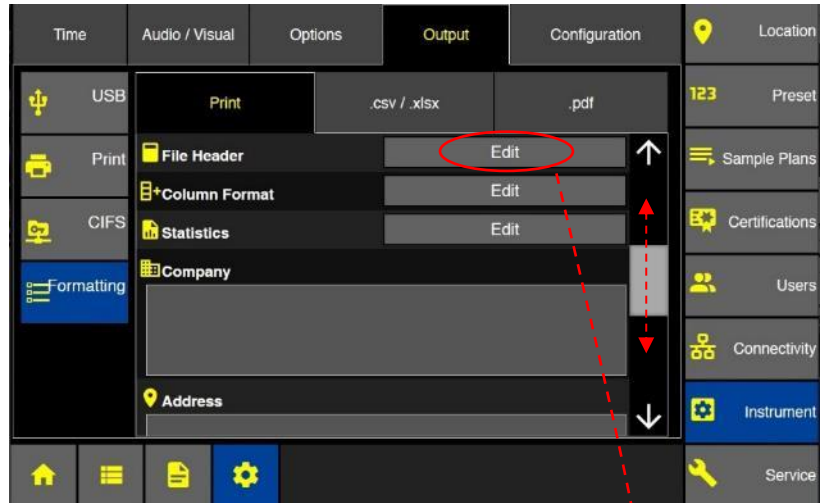 Time Audio / Visual Options Output Configuration Location
USB Print .csv / .xlsx .pdf 123 Preset
Print File Header Edit Sample Plans
Column Format Edit
CIFS Statistics Edit Certifications
Formatting Company Users
Connectivity
Address Instrument
Service